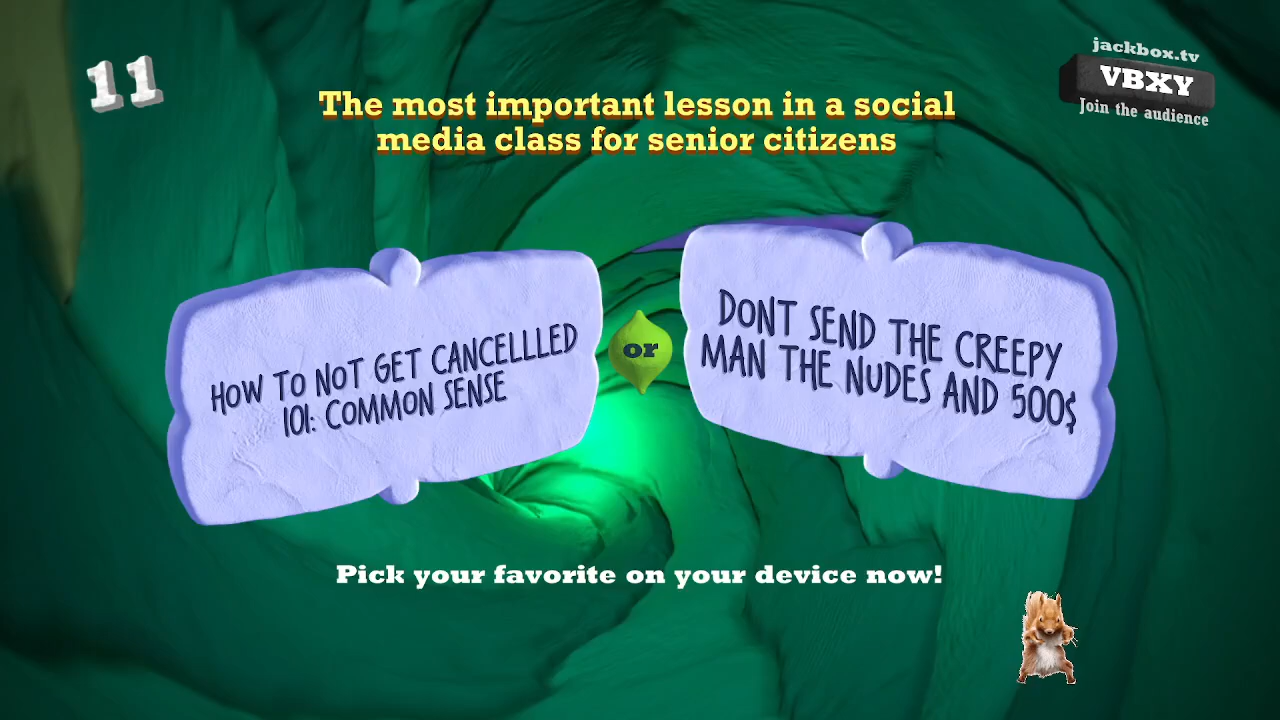 11
jackbox.tv
VBXY
Join the audience
The most important lesson in a social
media class for senior citizens
HOW TO NOT GET CANCELLLED
101: COMMON SENSE
or
DONT SEND THE CREEPY
MAN THE NUDES AND 500$
Pick your favorite on your device now!